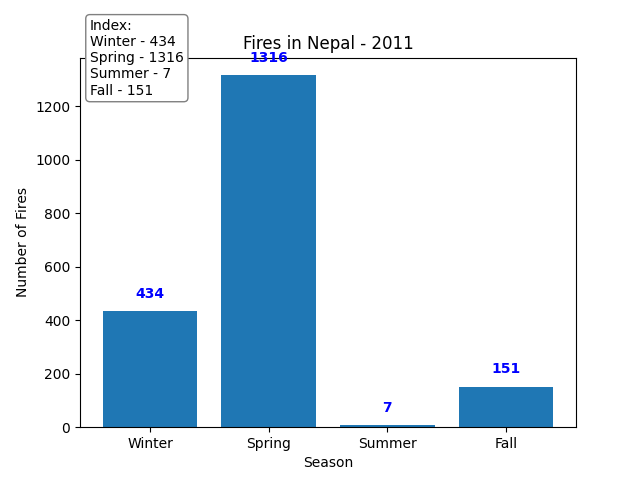 Index:
Winter - 434
Spring - 1316
Summer - 7
Fall - 151
Fires in Nepal - 2011
1316
434
7
151
Number of Fires
1200
1000
800
600
400
200
0
Winter
Spring
Summer
Fall
Season